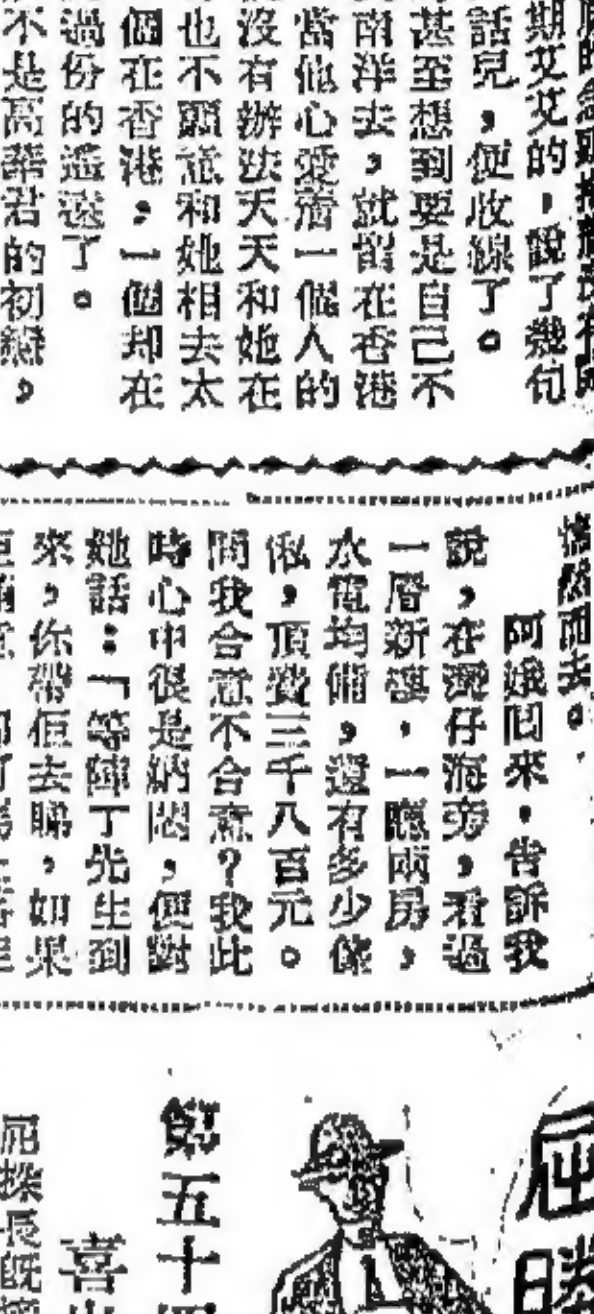 期艾艾的，說了幾句
話兒，便收線了。
甚至想到要是自己不
南洋去，就留在香港
當他心愛着一個人的
沒有辦法天天和她在
也不願意和她相去太
個在香港，一個却在
過份的遙遠了。
不是高華君的初戀，
悄然而去。
阿娥囘來，告訴我
說，在灣仔海旁，看過
一層新樓，一廳兩房，
水電均備，還有多少傢
俬，頂費三千八百元。
問我合意不合意？我此
時心中很是納悶，便對
她話：「等陣丁先生到
來，你帶佢去睇，如果
屈勝
五十
喜